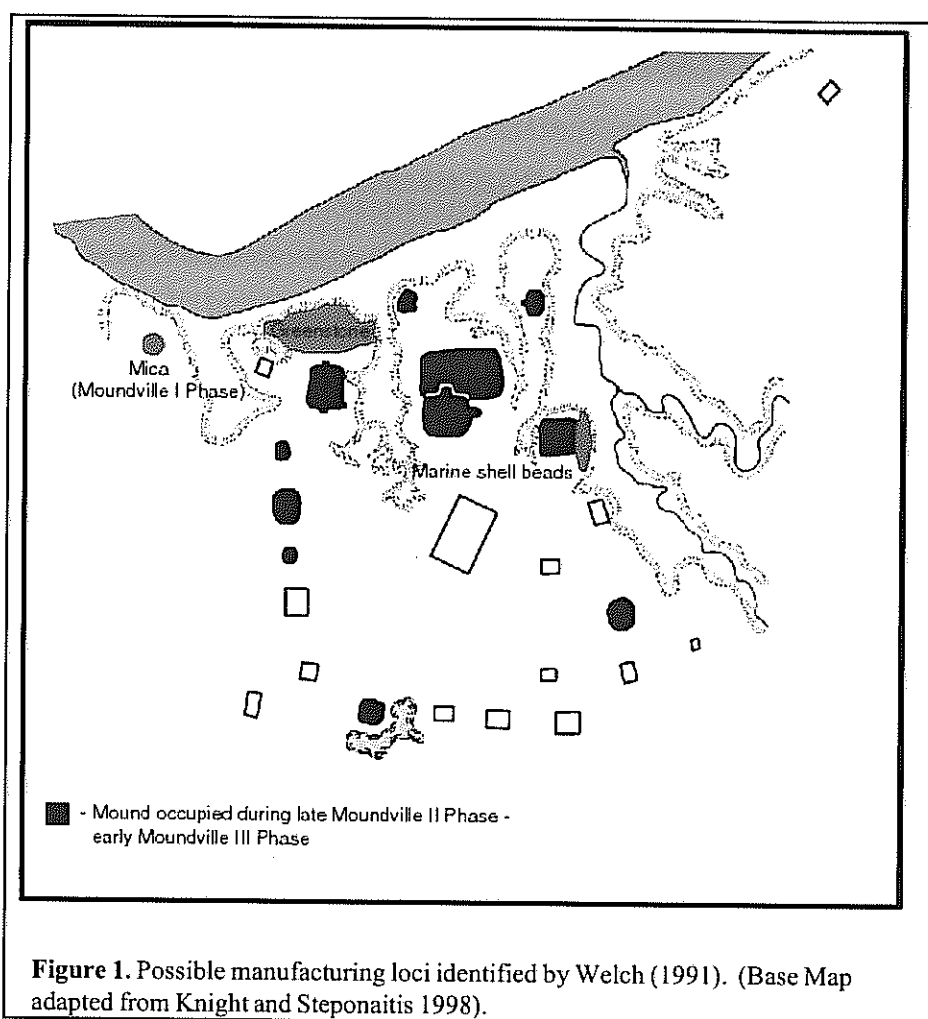 Mica
(Moundville I Phase)
Marine shell beads
- Mound occupied during late Moundville II Phase -
early Moundville III Phase
Figure 1. Possible manufacturing loci identified by Welch (1991). (Base Map
adapted from Knight and Steponaitis 1998).